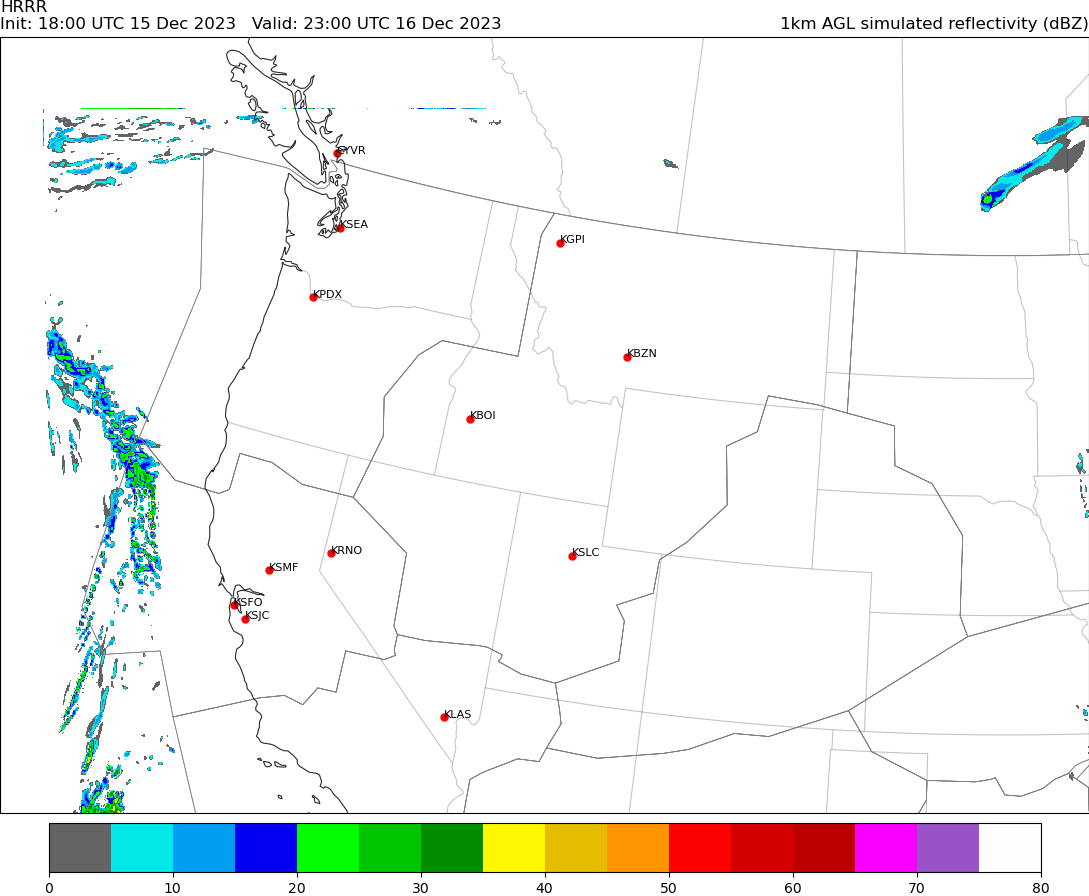 HRRR
Init: 18:00 UTC 15 Dec 2023   Valid: 23:00 UTC 16 Dec 2023
1km AGL simulated reflectivity (dBZ)
CYVR
KSEA
KGPI
KPDX
KBZN
KBOI
KRNO
KSLC
KSMF
KSFO
KSJC
KLAS
0 10 20 30 40 50 60 70 80